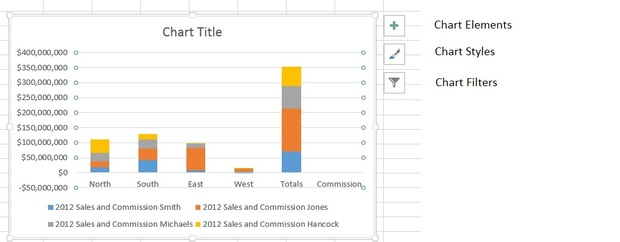 Chart Title
$400,000,000
$350,000,000
$300,000,000
$250,000,000
$200,000,000
$150,000,000
$100,000,000
$50,000,000
$0
-$50,000,000
North South East West Totals Commission
2012 Sales and Commission Smith 2012 Sales and Commission Jones
2012 Sales and Commission Michaels 2012 Sales and Commission Hancock
Chart Elements
Chart Styles
Chart Filters